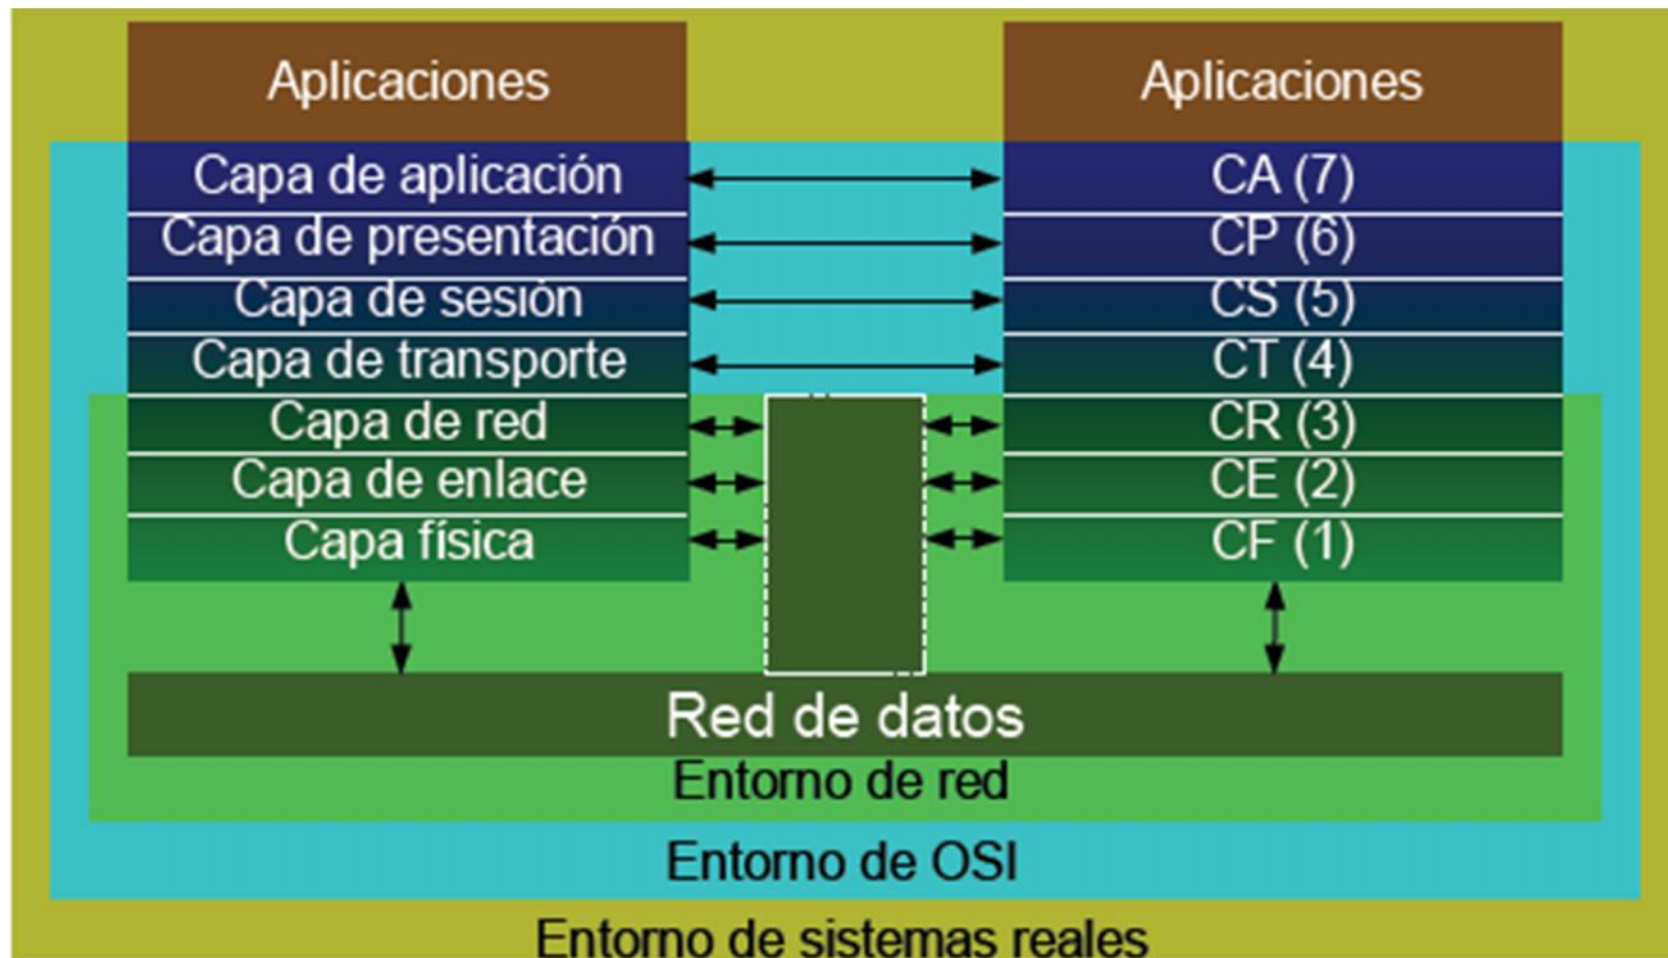 Aplicaciones
Aplicaciones
Capa de aplicación
CA (7)
Capa de presentación
CP (6)
Capa de sesión
CS (5)
Capa de transporte
CT (4)
Capa de red
CR (3)
Capa de enlace
CE (2)
Capa física
CF (1)
Red de datos
Entorno de red
Entorno de OSI
Entorno de sistemas reales